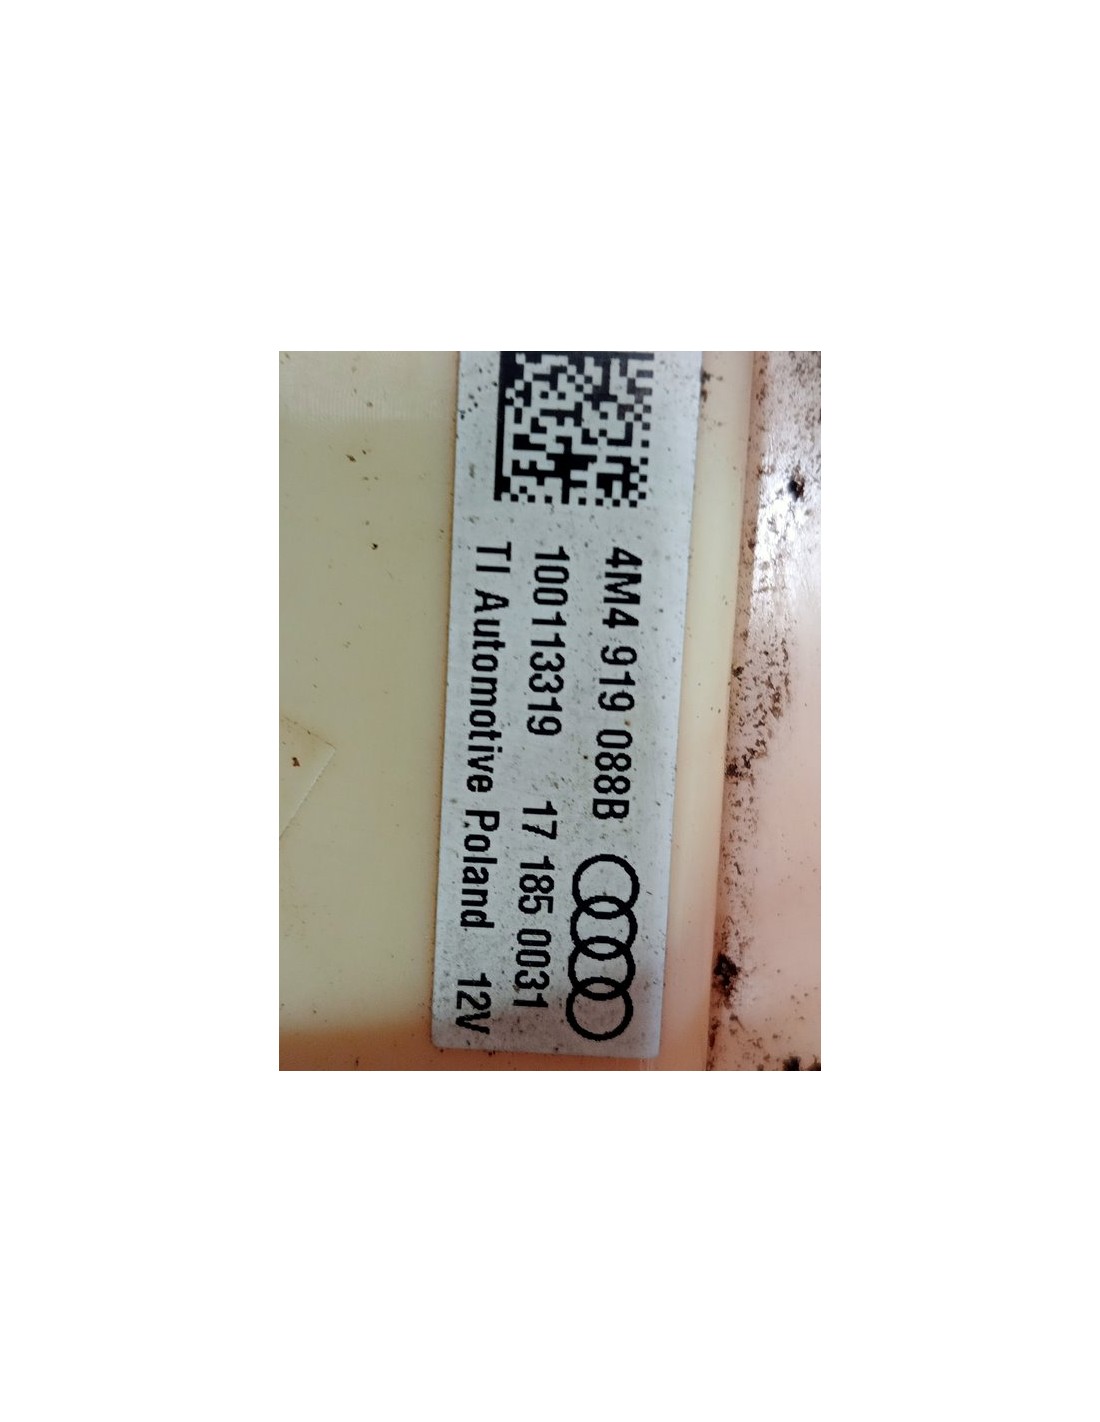 4M4 919 088B
100113319 17 185 0031
TI Automotive Poland 12V